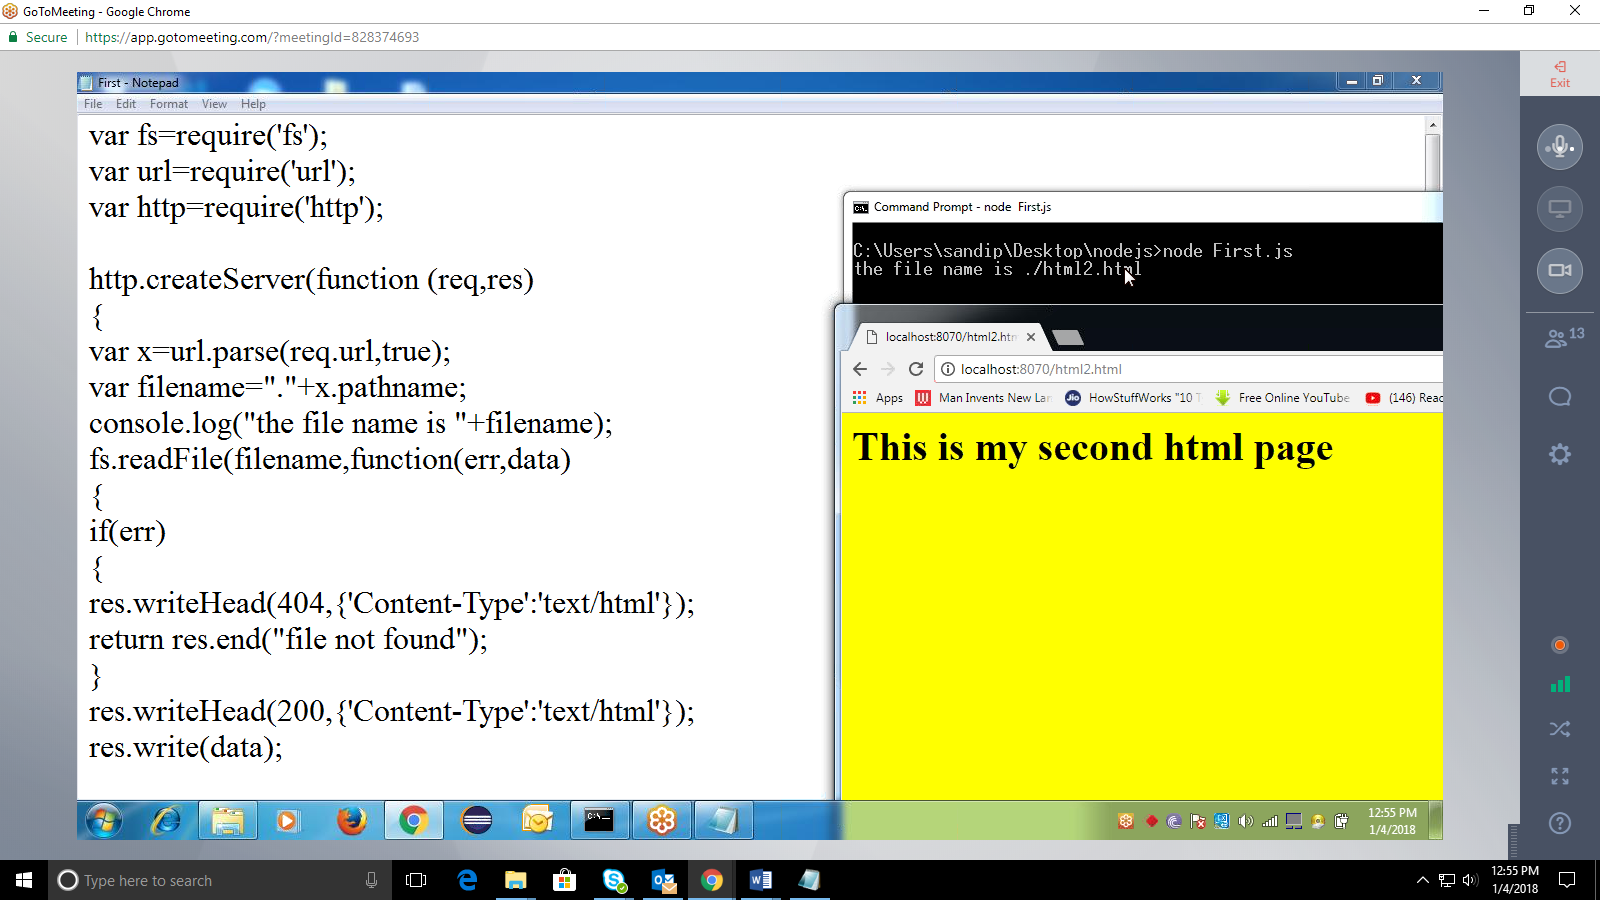 GoToMeeting - Google Chrome
Secure https://app.gotomeeting.com/?meetingId=828374693
Exit
First - Notepad
File Edit Format View Help
var fs=require('fs');
var url=require('url');
var http=require('http');
http.createServer(function (req,res)
{
var x=url.parse(req.url,true);
var filename="."+x.pathname;
console.log("the file name is "+filename);
fs.readFile(filename,function(err,data)
{
if(err)
{
res.writeHead(404,{'Content-Type':'text/html'});
return res.end("file not found");
}
res.writeHead(200,{'Content-Type':'text/html'});
res.write(data);
Command Prompt - node First.js
C:\Users\sandip\Desktop\nodejs>node First.js
the file name is ./html2.html
localhost:8070/html2.htm
localhost:8070/html2.html
Apps Man Invents New Lan Jio HowStuffWorks "10 T Free Online YouTube (146) Reac
This is my second html page
13
12:55 PM
1/4/2018
Type here to search
12:55 PM
1/4/2018